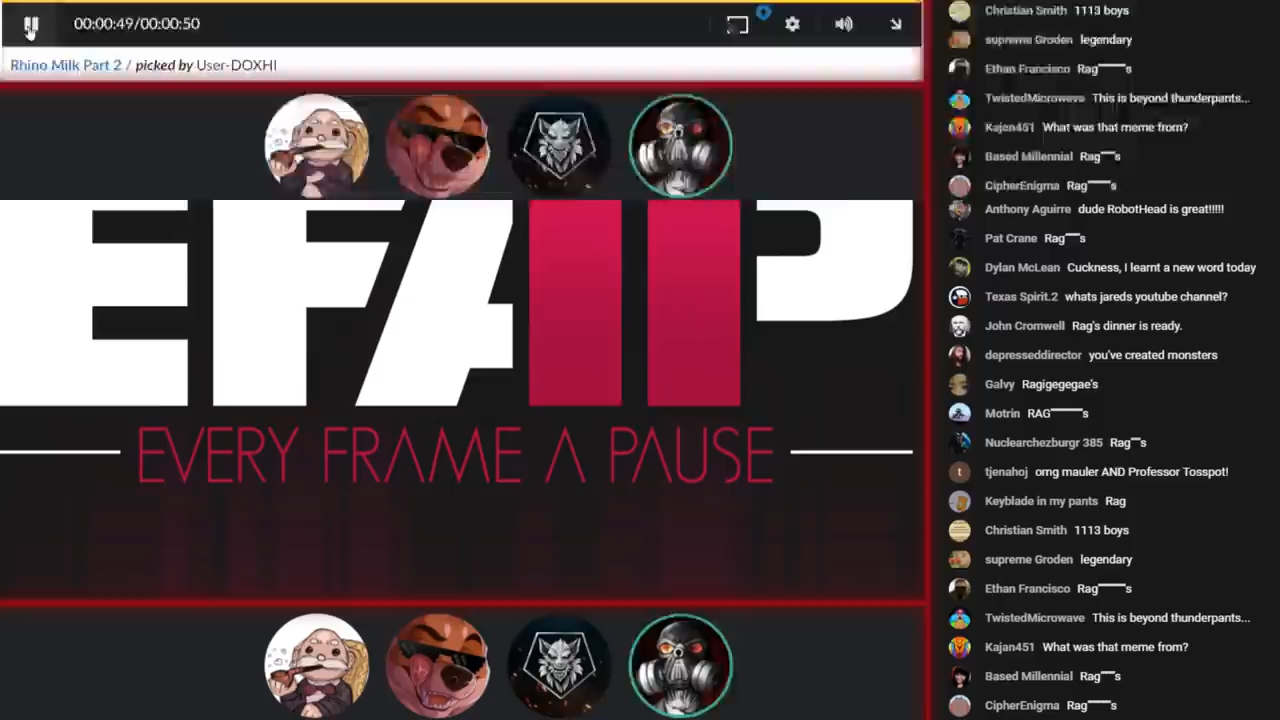 00:00:49/00:00:50
Rhino Milk Part 2 / picked by User-DOXHI
EFAP
EVERY FRAME A PAUSE
Christian Smith 1113 boys
supreme Groden legendary
Ethan Francisco Rag‾‾‾‾s
TwistedMicrowave This is beyond thunderpants...
Kajen451 What was that meme from?
Based Millennial Rag‾‾‾‾s
CipherEnigma Rag‾‾‾‾s
Anthony Aguirre dude RobotHead is great!!!!!
Pat Crane Rag‾‾s
Dylan McLean Cuckness, I learnt a new word today
Texas Spirit.2 whats jareds youtube channel?
John Cromwell Rag's dinner is ready.
depresseddirector you've created monsters
Galvy Ragigegegae's
Motrin RAG‾‾‾‾‾s
Nuclearchezburgr 385 Rag‾‾s
t tjenahoj omg mauler AND Professor Tosspot!
Keyblade in my pants Rag
Christian Smith 1113 boys
supreme Groden legendary
Ethan Francisco Rag‾‾‾‾s
TwistedMicrowave This is beyond thunderpants...
Kajan451 What was that meme from?
Based Millennial Rag‾‾s
CipherEnigma Rag‾‾‾s